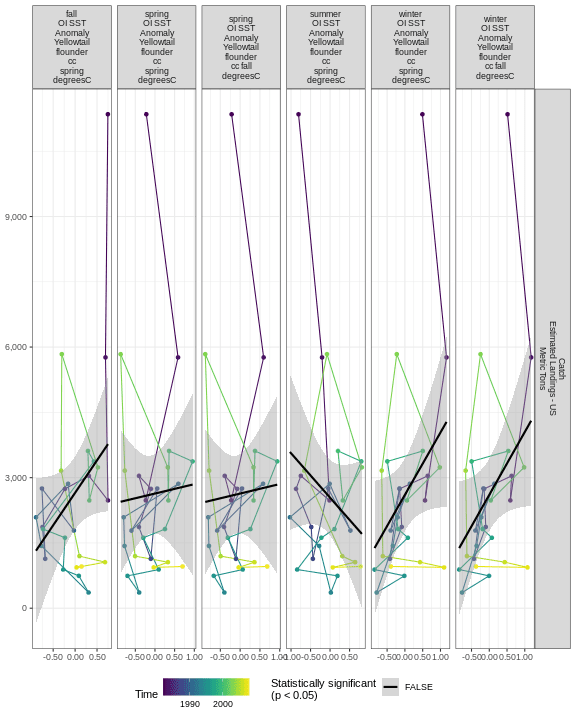 fall
OI SST
Anomaly
Yellowtail
flounder
cc
spring
degreesC
spring
OI SST
Anomaly
Yellowtail
flounder
cc
spring
degreesC
spring
OI SST
Anomaly
Yellowtail
flounder
cc fall
degreesC
summer
OI SST
Anomaly
Yellowtail
flounder
cc
spring
degreesC
winter
OI SST
Anomaly
Yellowtail
flounder
cc
spring
degreesC
winter
OI SST
Anomaly
Yellowtail
flounder
cc fall
degreesC
9,000
6,000
3,000
0
Catch
Estimated Landings - US
Metric Tons
-0.50 0.00 0.50
-0.50 0.00 0.50 1.00
-0.50 0.00 0.50 1.00
-1.00 -0.50 0.00 0.50
-0.50 0.00 0.50 1.00
-0.50 0.00 0.50 1.00
Time
1990 2000
Statistically significant
(p < 0.05)
FALSE